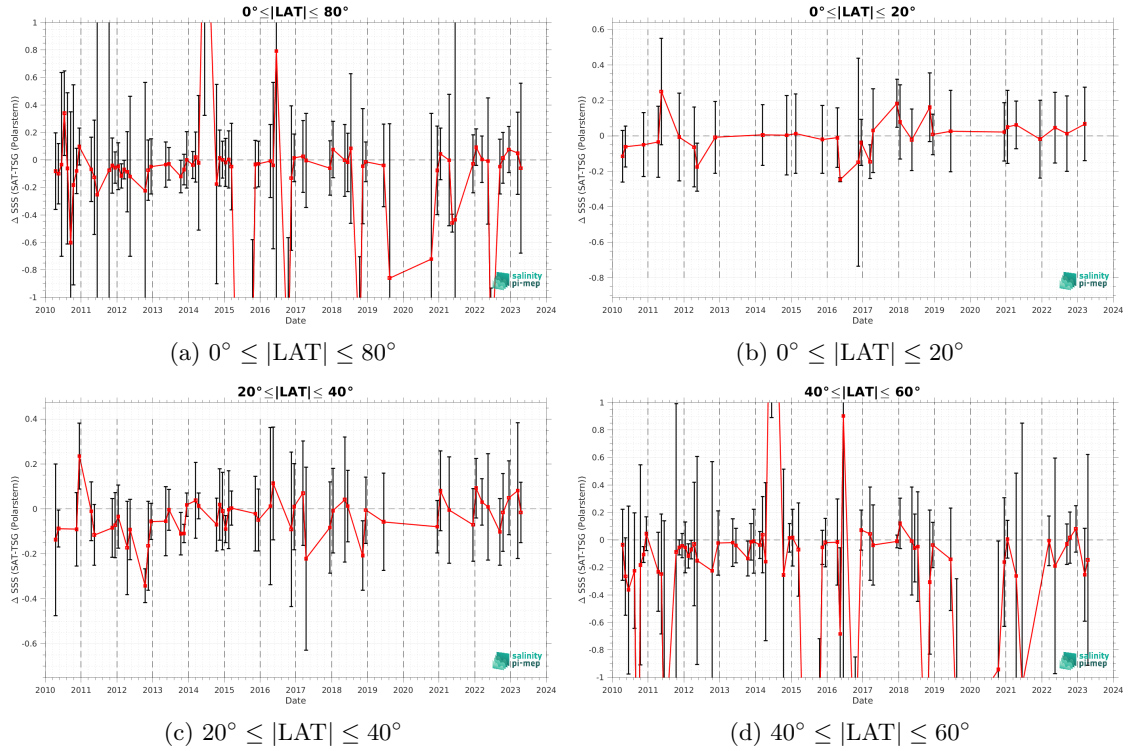 0°≤|LAT|≤ 80°
Δ SSS (SAT-TSG (Polarstern))
1
0.8
0.6
0.4
0.2
0
-0.2
-0.4
-0.6
-0.8
-1
2010 2011 2012 2013 2014 2015 2016 2017 2018 2019 2020 2021 2022 2023 2024
Date
salinity
pi-mep
(a) 0° ≤ |LAT| ≤ 80°
0°≤|LAT|≤ 20°
Δ SSS (SAT-TSG (Polarstern))
0.6
0.4
0.2
0
-0.2
-0.4
-0.6
-0.8
2010 2011 2012 2013 2014 2015 2016 2017 2018 2019 2020 2021 2022 2023 2024
Date
salinity
pi-mep
(b) 0° ≤ |LAT| ≤ 20°
20°≤|LAT|≤ 40°
Δ SSS (SAT-TSG (Polarstern))
0.4
0.2
0
-0.2
-0.4
-0.6
2010 2011 2012 2013 2014 2015 2016 2017 2018 2019 2020 2021 2022 2023 2024
Date
salinity
pi-mep
(c) 20° ≤ |LAT| ≤ 40°
40°≤|LAT|≤ 60°
Δ SSS (SAT-TSG (Polarstern))
1
0.8
0.6
0.4
0.2
0
-0.2
-0.4
-0.6
-0.8
-1
2010 2011 2012 2013 2014 2015 2016 2017 2018 2019 2020 2021 2022 2023 2024
Date
salinity
pi-mep
(d) 40° ≤ |LAT| ≤ 60°